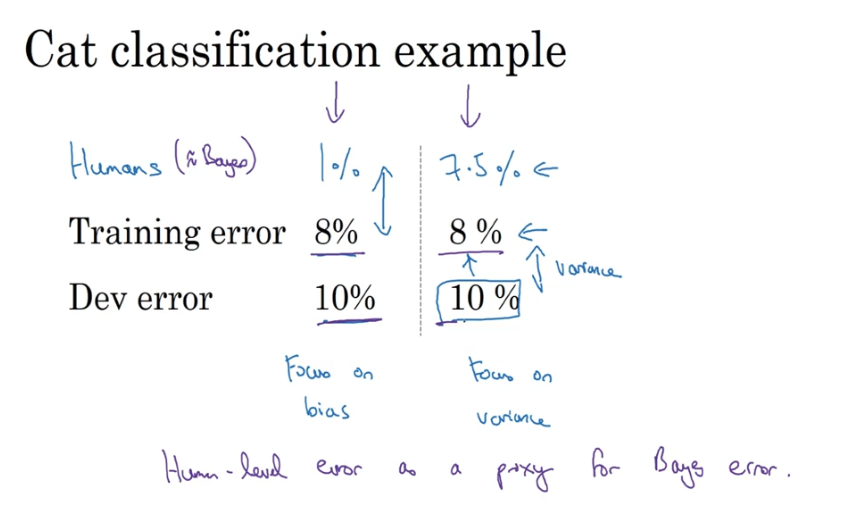 Cat classification example
Humans (≈ Bayes) 1% 7.5%
Training error 8% 8 %
variance
Dev error 10% 10 %
Focus on Focus on
bias variance
Human-level error as a proxy for Bayes error.